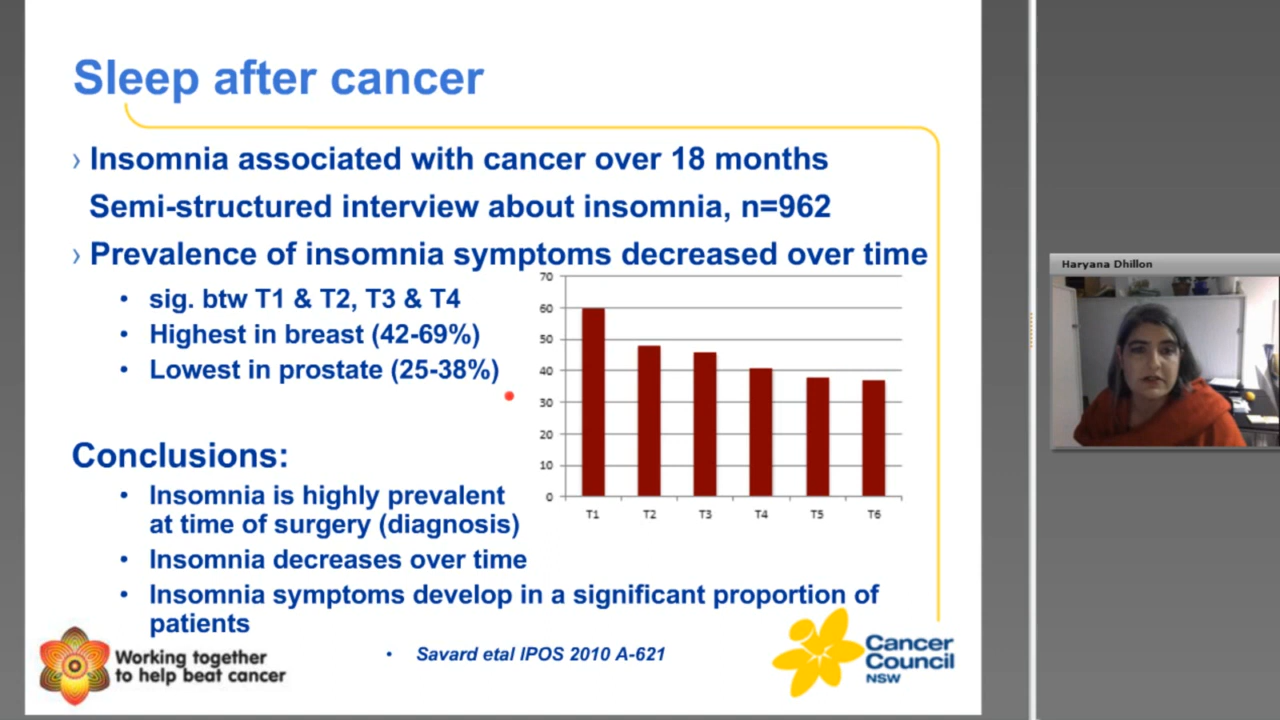 Sleep after cancer
› Insomnia associated with cancer over 18 months
Semi-structured interview about insomnia, n=962
› Prevalence of insomnia symptoms decreased over time
• sig. btw T1 & T2, T3 & T4
• Highest in breast (42-69%)
• Lowest in prostate (25-38%)
70
60
50
40
30
20
10
0
T1 T2 T3 T4 T5 T6
Conclusions:
• Insomnia is highly prevalent
at time of surgery (diagnosis)
• Insomnia decreases over time
• Insomnia symptoms develop in a significant proportion of
patients
• Savard etal IPOS 2010 A-621
Working together
to help beat cancer
Cancer
Council
NSW
Haryana Dhillon